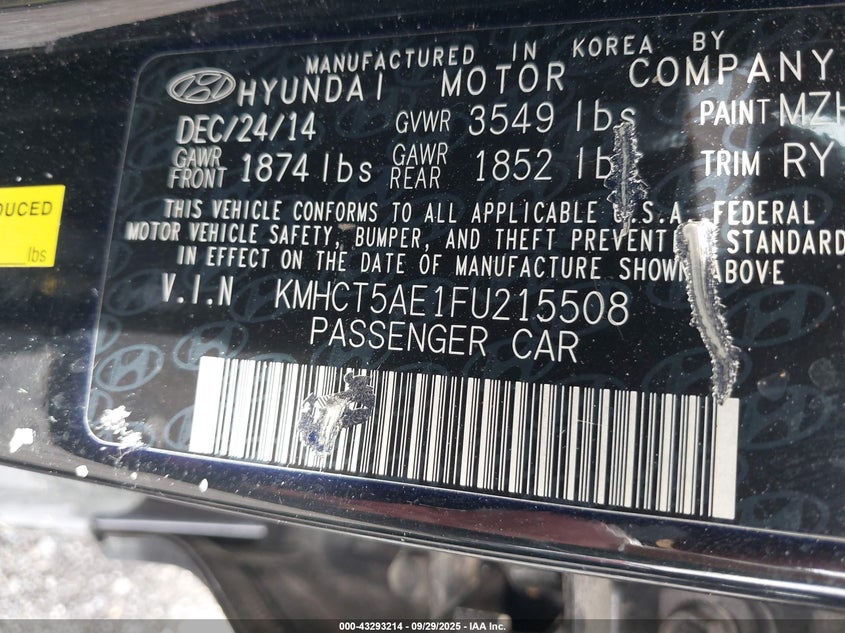 MANUFACTURED IN KOREA BY
HYUNDAI MOTOR COMPANY
DEC/24/14 GVWR 3549 lbs PAINT MZH
GAWR FRONT 1874 lbs GAWR REAR 1852 lb TRIM RY
THIS VEHICLE CONFORMS TO ALL APPLICABLE U.S.A. FEDERAL
MOTOR VEHICLE SAFETY, BUMPER, AND THEFT PREVENTION STANDARD
IN EFFECT ON THE DATE OF MANUFACTURE SHOWN ABOVE
V.I.N KMHCT5AE1FU215508
PASSENGER CAR
DUCED
lbs
000-43293214 - 09/29/2025 - IAA Inc.